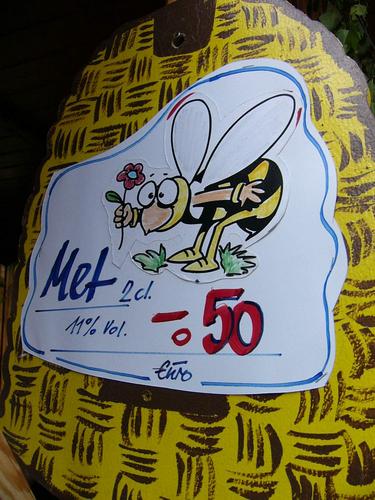 Met 2 cl.
11% Vol.
-.50
Euro